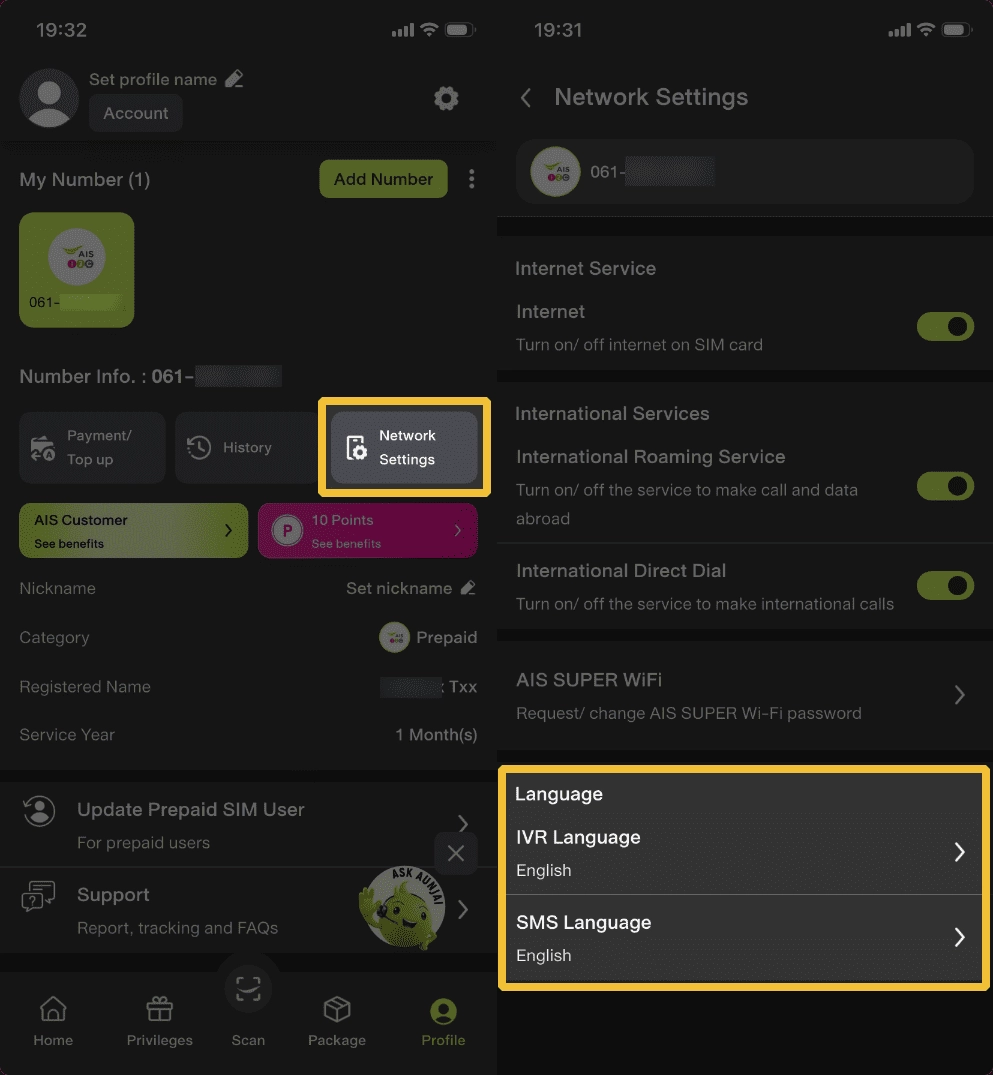 19:32
Set profile name
Account
My Number (1)
Add Number
AIS
12C
061-
Number Info. : 061-
Payment/
Top up
History
Network
Settings
AIS Customer
See benefits
P
10 Points
See benefits
Nickname
Set nickname
Category
Prepaid
Registered Name
: Txx
Service Year
1 Month(s)
Update Prepaid SIM User
For prepaid users
ASK AUNJAI
Support
Report, tracking and FAQs
Home
Privileges
Scan
Package
Profile
19:31
Network Settings
AIS
12C
061-
Internet Service
Internet
Turn on/ off internet on SIM card
International Services
International Roaming Service
Turn on/ off the service to make call and data
abroad
International Direct Dial
Turn on/ off the service to make international calls
AIS SUPER WiFi
Request/ change AIS SUPER Wi-Fi password
Language
IVR Language
English
SMS Language
English